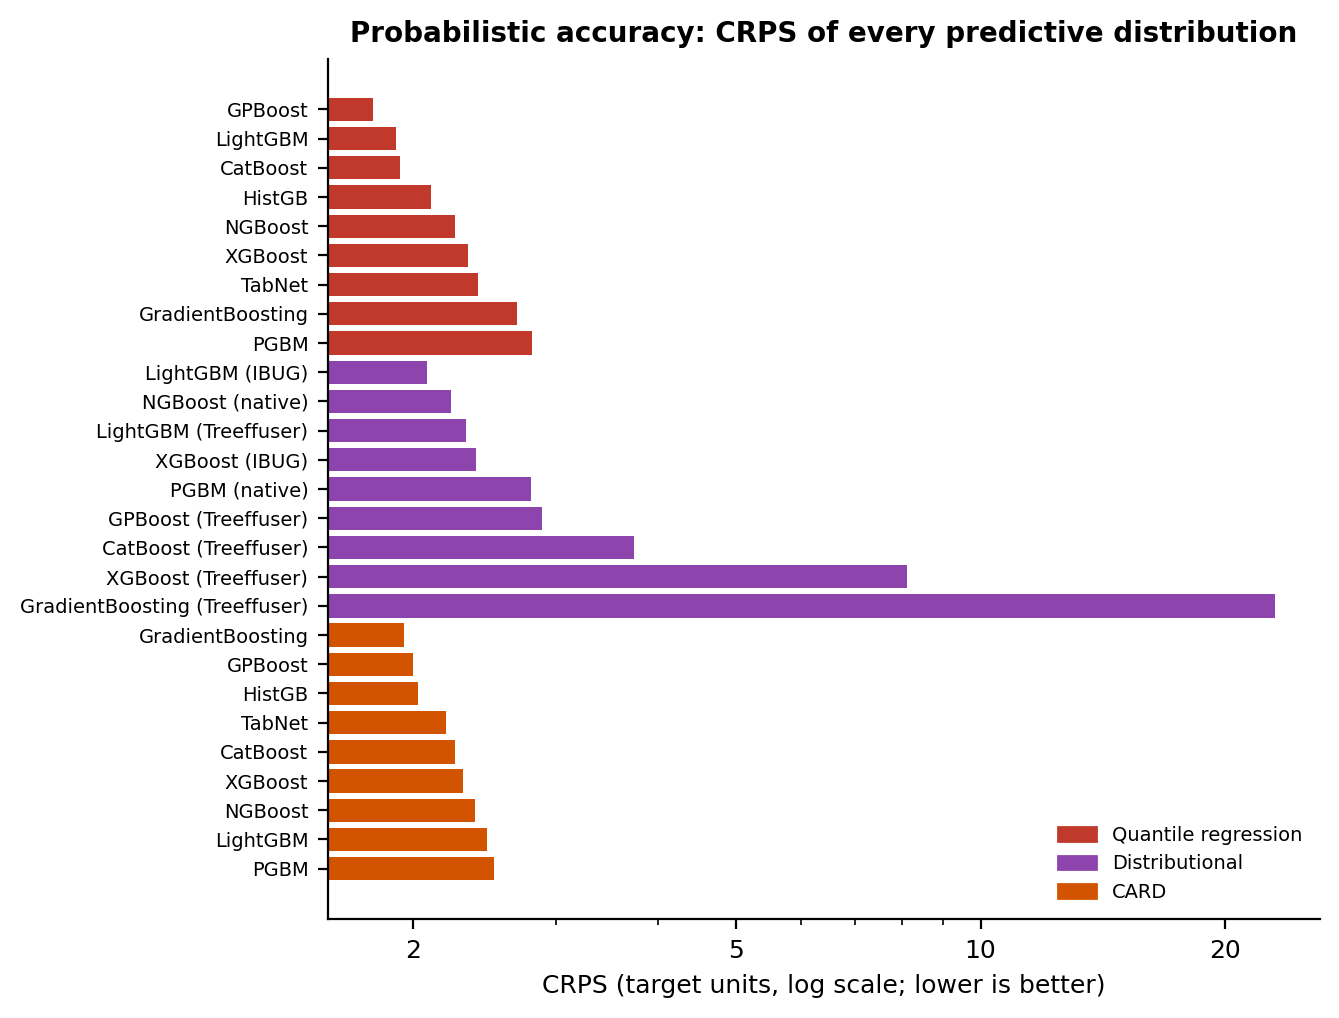 Probabilistic accuracy: CRPS of every predictive distribution
GPBoost
LightGBM
CatBoost
HistGB
NGBoost
XGBoost
TabNet
GradientBoosting
PGBM
LightGBM (IBUG)
NGBoost (native)
LightGBM (Treeffuser)
XGBoost (IBUG)
PGBM (native)
GPBoost (Treeffuser)
CatBoost (Treeffuser)
XGBoost (Treeffuser)
GradientBoosting (Treeffuser)
GradientBoosting
GPBoost
HistGB
TabNet
CatBoost
XGBoost
NGBoost
LightGBM
PGBM
Quantile regression
Distributional
CARD
2 5 10 20
CRPS (target units, log scale; lower is better)